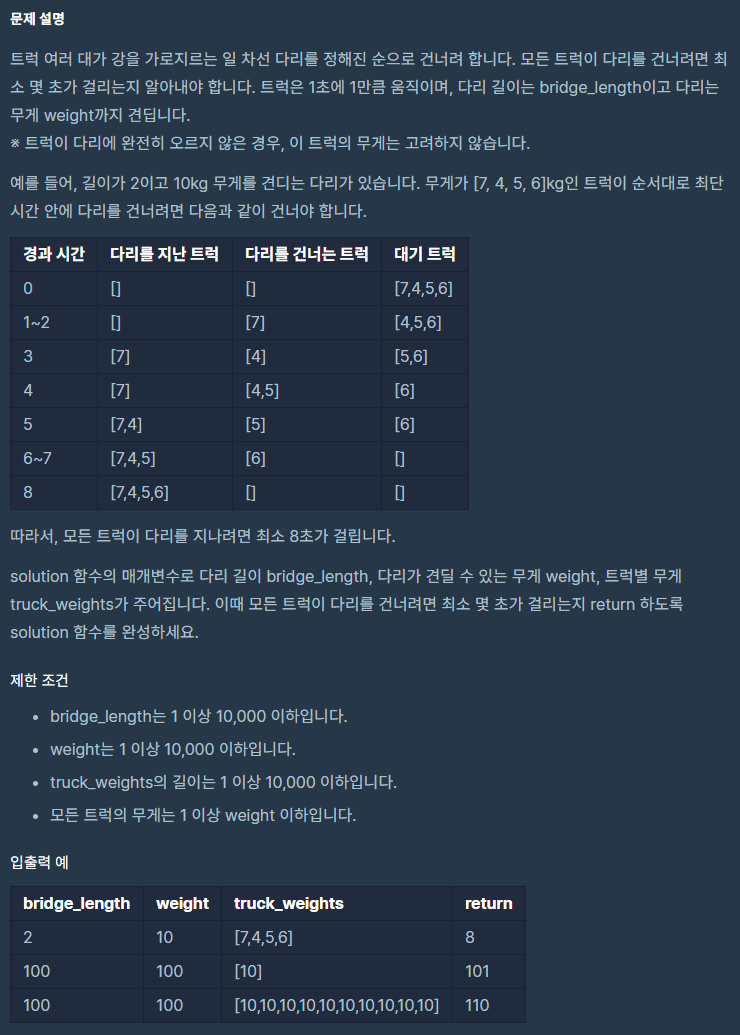 문제 설명
트럭 여러 대가 강을 가로지르는 일 차선 다리를 정해진 순으로 건너려 합니다. 모든 트럭이 다리를 건너려면 최
소 몇 초가 걸리는지 알아내야 합니다. 트럭은 1초에 1만큼 움직이며, 다리 길이는 bridge_length이고 다리는
무게 weight까지 견딥니다.
※ 트럭이 다리에 완전히 오르지 않은 경우, 이 트럭의 무게는 고려하지 않습니다.
예를 들어, 길이가 2이고 10kg 무게를 견디는 다리가 있습니다. 무게가 [7, 4, 5, 6]kg인 트럭이 순서대로 최단
시간 안에 다리를 건너려면 다음과 같이 건너야 합니다.
경과 시간 다리를 지난 트럭 다리를 건너는 트럭 대기 트럭
0 [] [] [7,4,5,6]
1~2 [] [7] [4,5,6]
3 [7] [4] [5,6]
4 [7] [4,5] [6]
5 [7,4] [5] [6]
6~7 [7,4,5] [6] []
8 [7,4,5,6] [] []
따라서, 모든 트럭이 다리를 지나려면 최소 8초가 걸립니다.
solution 함수의 매개변수로 다리 길이 bridge_length, 다리가 견딜 수 있는 무게 weight, 트럭별 무게
truck_weights가 주어집니다. 이때 모든 트럭이 다리를 건너려면 최소 몇 초가 걸리는지 return 하도록
solution 함수를 완성하세요.
제한 조건
• bridge_length는 1 이상 10,000 이하입니다.
• weight는 1 이상 10,000 이하입니다.
• truck_weights의 길이는 1 이상 10,000 이하입니다.
• 모든 트럭의 무게는 1 이상 weight 이하입니다.
입출력 예
bridge_length weight truck_weights return
2 10 [7,4,5,6] 8
100 100 [10] 101
100 100 [10,10,10,10,10,10,10,10,10,10] 110